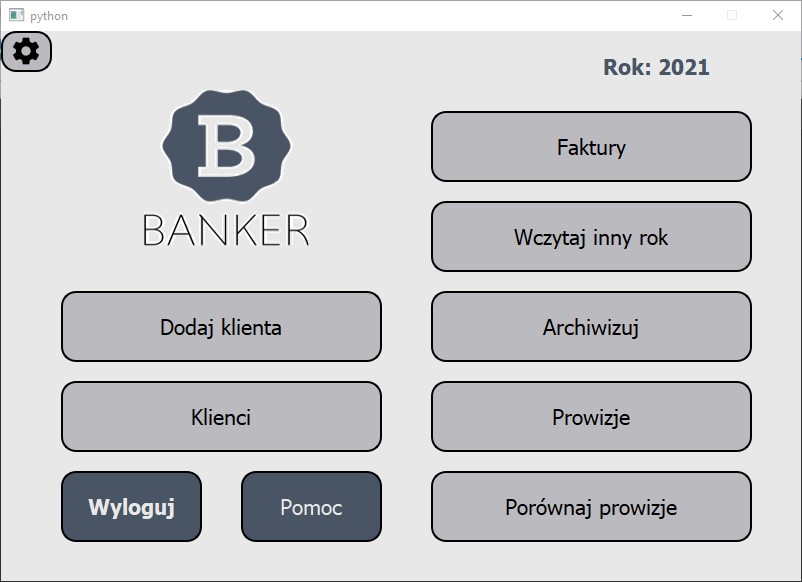 python
Rok: 2021
B
BANKER
Faktury
Wczytaj inny rok
Dodaj klienta
Archiwizuj
Klienci
Prowizje
Wyloguj
Pomoc
Porównaj prowizje